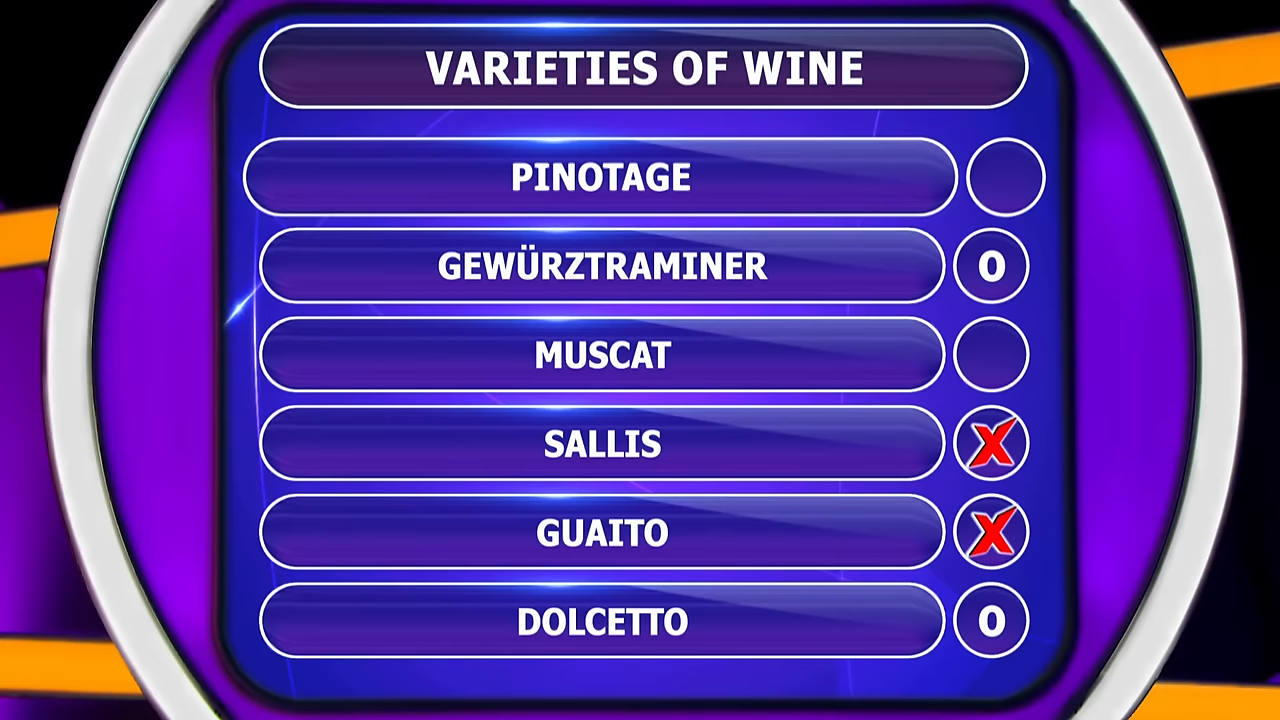 VARIETIES OF WINE
PINOTAGE
GEWÜRZTRAMINER 0
MUSCAT
SALLIS X
GUAITO X
DOLCETTO 0